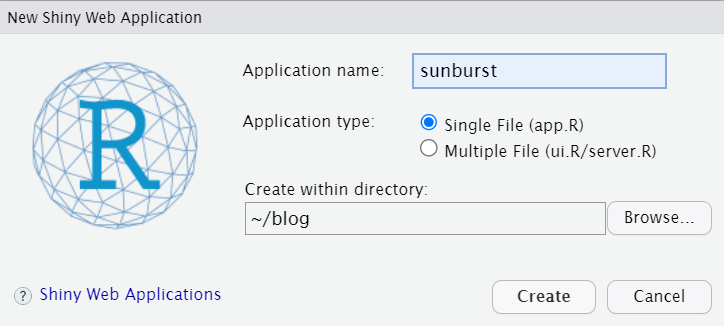 New Shiny Web Application
R
Application name: sunburst
Application type: Single File (app.R)
Multiple File (ui.R/server.R)
Create within directory:
~/blog Browse...
? Shiny Web Applications Create Cancel